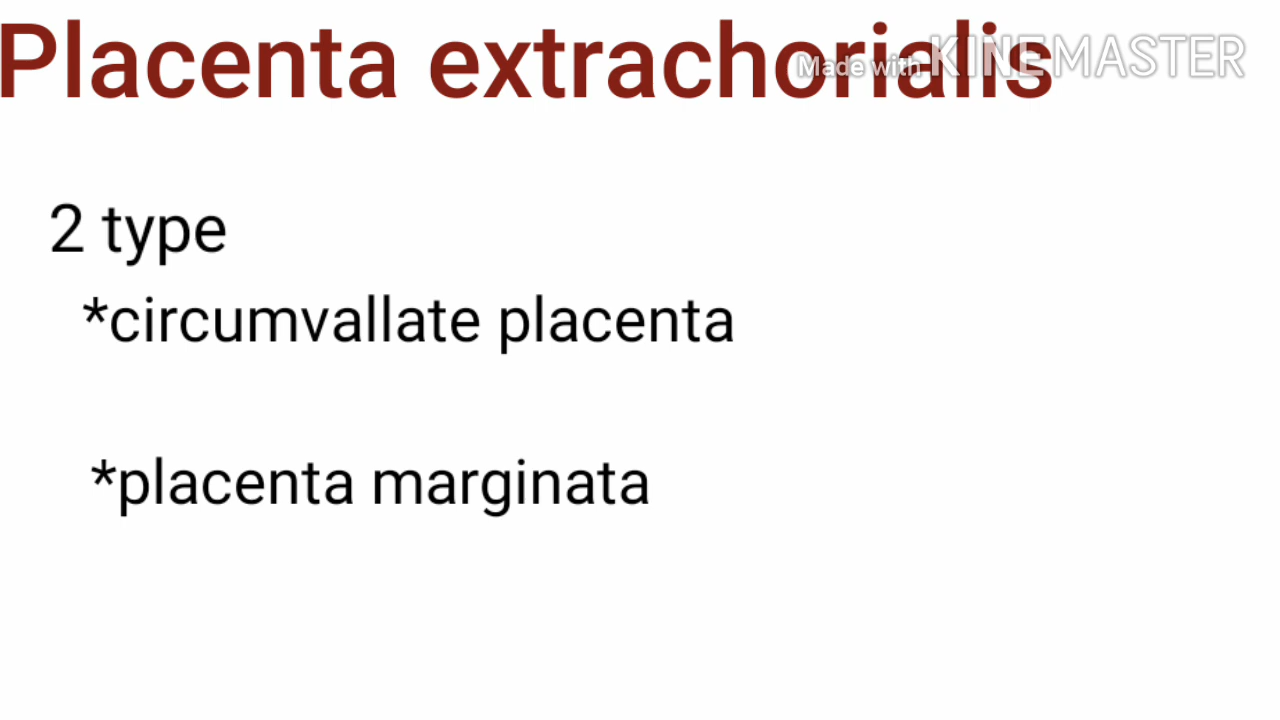 Placenta extrachorialis
Made with KINEMASTER
2 type
*circumvallate placenta
*placenta marginata